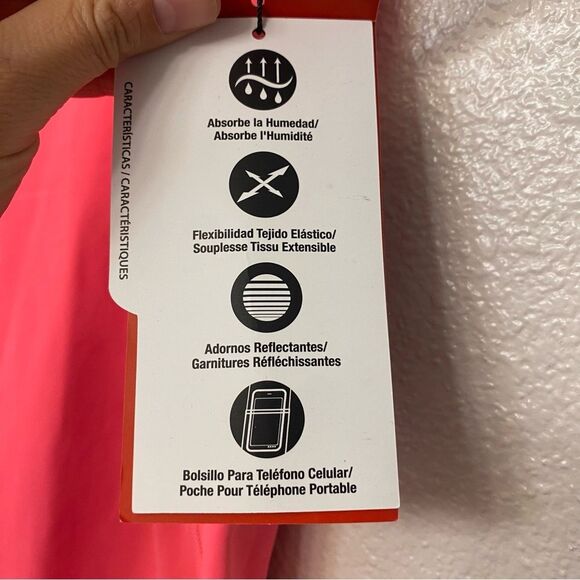 CARACTERÍSTICAS / CARACTÉRISTIQUES
Absorbe la Humedad/
Absorbe l'Humidité
Flexibilidad Tejido Elástico/
Souplesse Tissu Extensible
Adornos Reflectantes/
Garnitures Réfléchissantes
Bolsillo Para Teléfono Celular/
Poche Pour Téléphone Portable